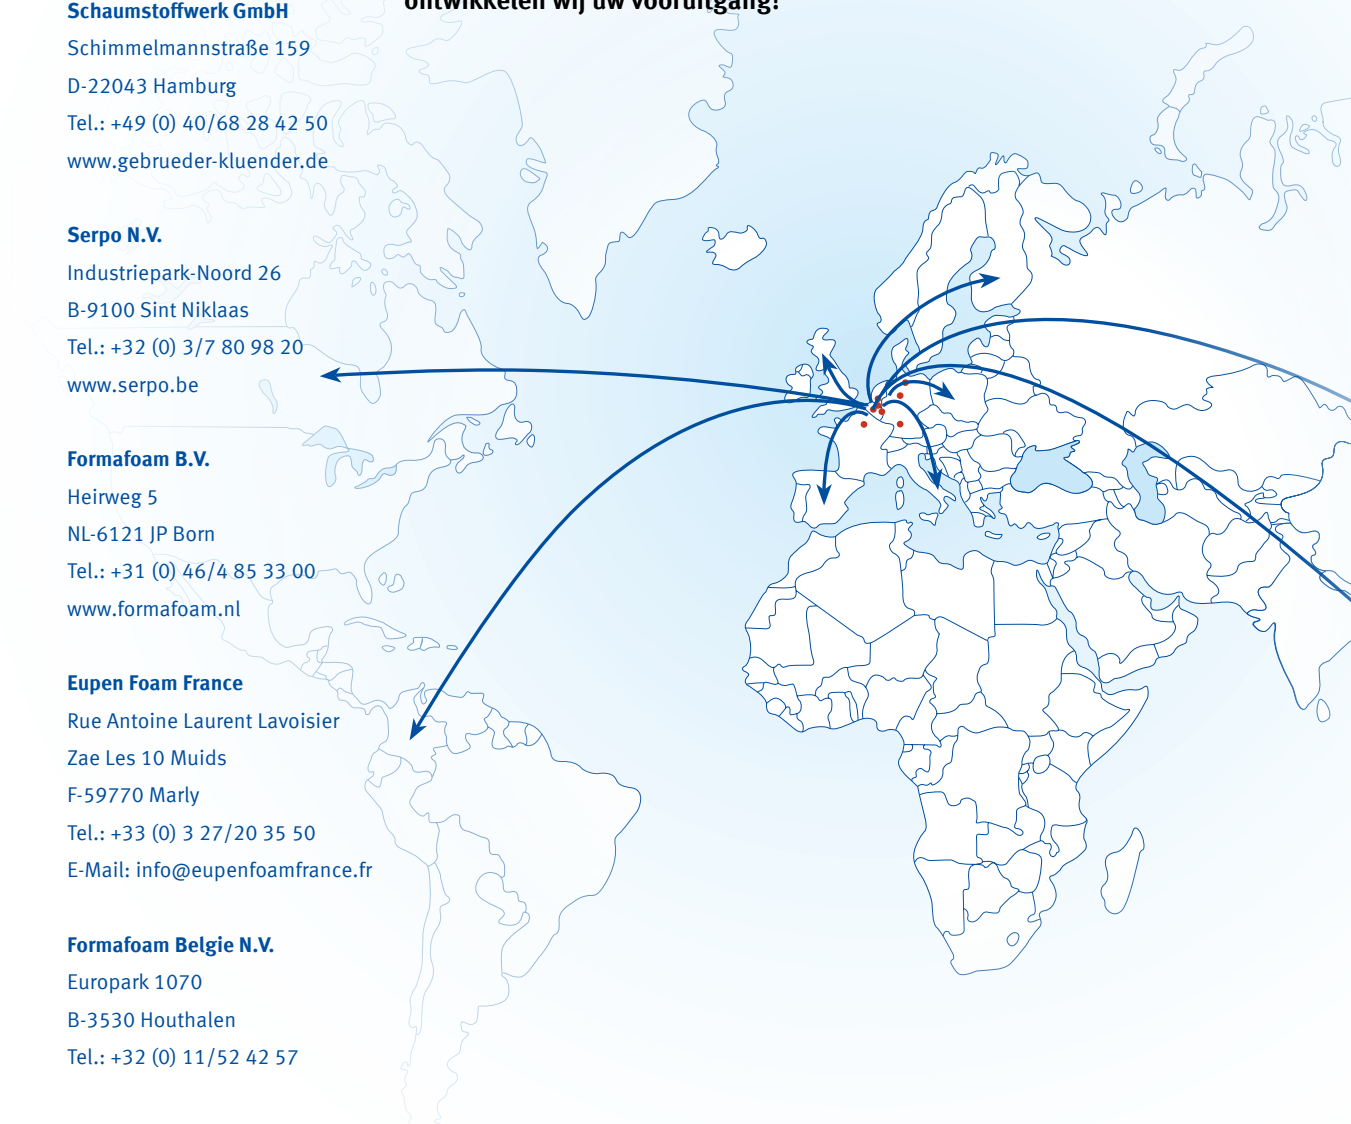 ontwikkelen wij uw vooruitgang!
Schaumstoffwerk GmbH
Schimmelmannstraße 159
D-22043 Hamburg
Tel.: +49 (0) 40/68 28 42 50
www.gebrueder-kluender.de
Serpo N.V.
Industriepark-Noord 26
B-9100 Sint Niklaas
Tel.: +32 (0) 3/7 80 98 20
www.serpo.be
Formafoam B.V.
Heirweg 5
NL-6121 JP Born
Tel.: +31 (0) 46/4 85 33 00
www.formafoam.nl
Eupen Foam France
Rue Antoine Laurent Lavoisier
Zae Les 10 Muids
F-59770 Marly
Tel.: +33 (0) 3 27/20 35 50
E-Mail: info@eupenfoamfrance.fr
Formafoam Belgie N.V.
Europark 1070
B-3530 Houthalen
Tel.: +32 (0) 11/52 42 57